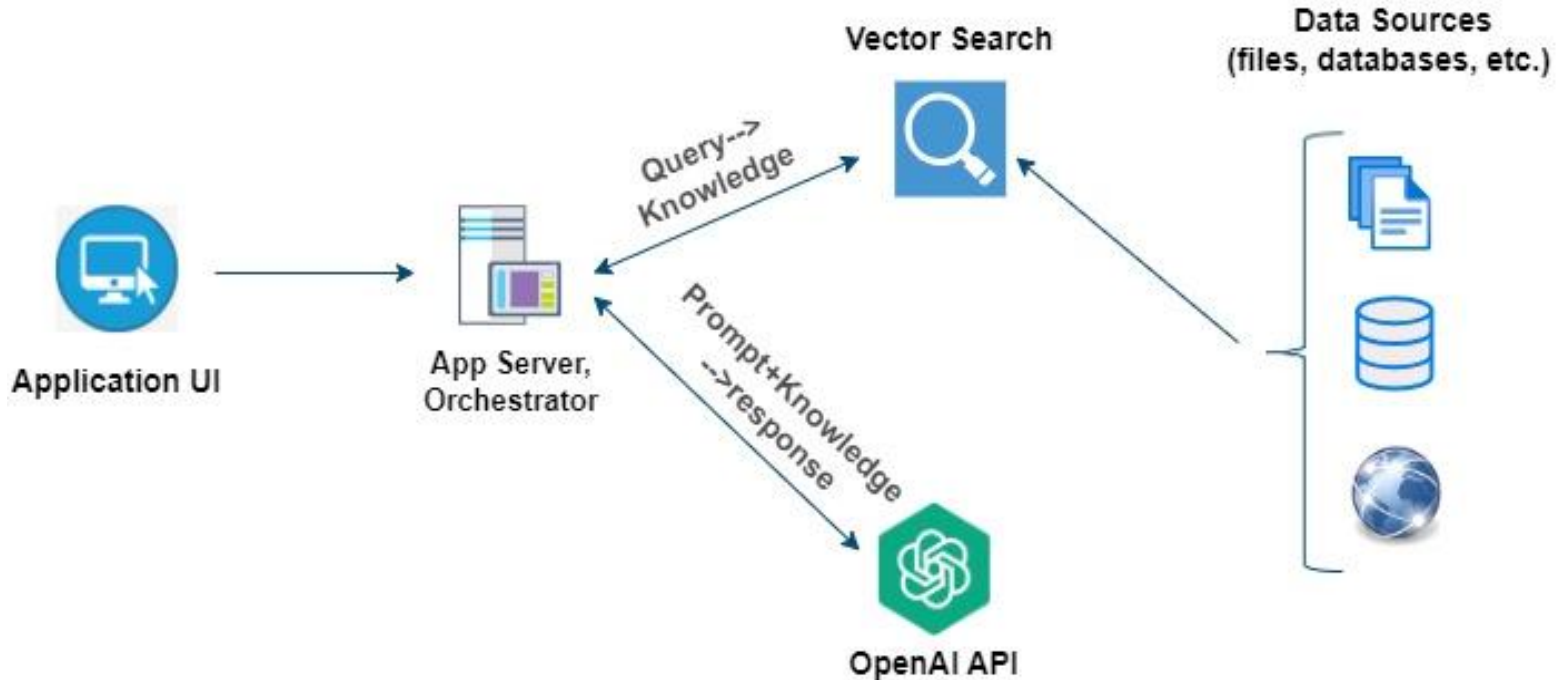 Vector Search
Data Sources
(files, databases, etc.)
Query-->
Knowledge
Application UI
App Server,
Orchestrator
Prompt+Knowledge
-->response
OpenAI API